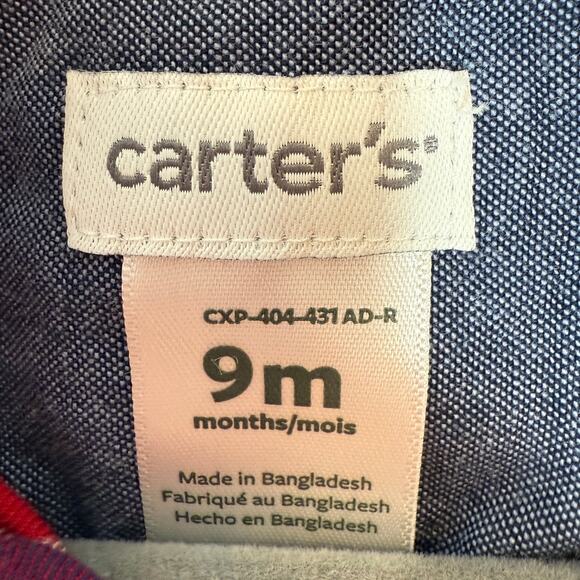 carter's®
CXP-404-431 AD-R
9m
months/mois
Made in Bangladesh
Fabriqué au Bangladesh
Hecho en Bangladesh